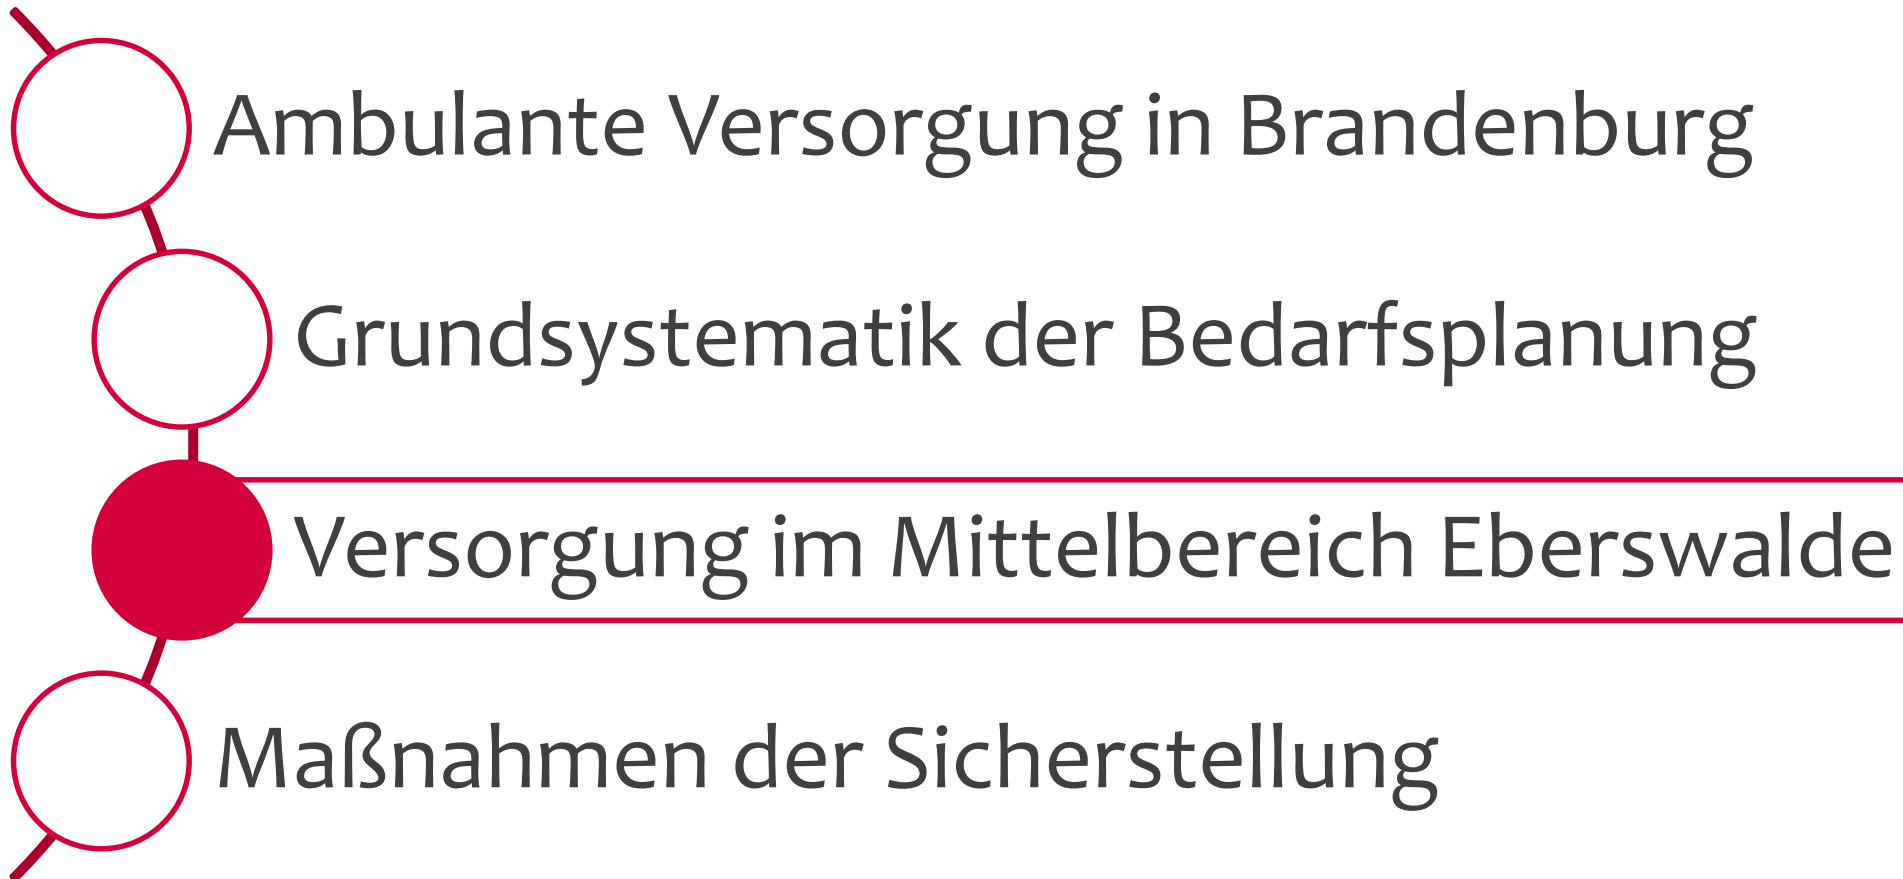 Ambulante Versorgung in Brandenburg
Grundsystematik der Bedarfsplanung
Versorgung im Mittelbereich Eberswalde
Maßnahmen der Sicherstellung